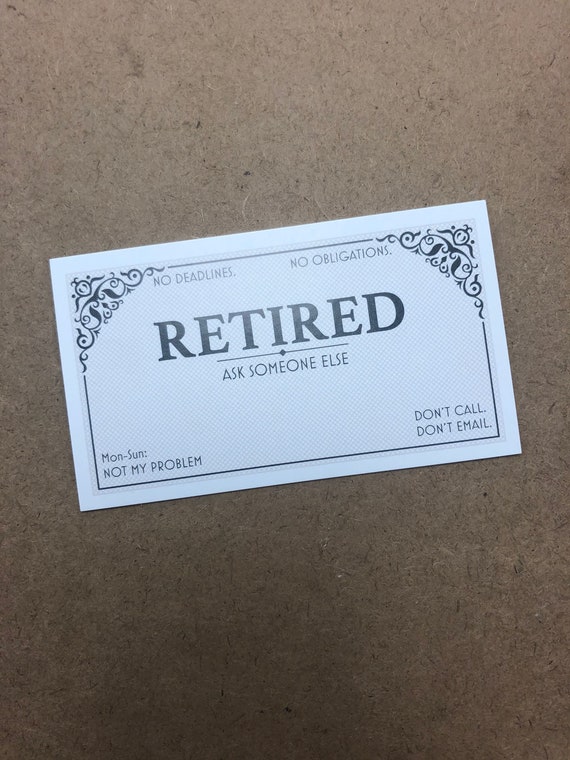 NO DEADLINES. NO OBLIGATIONS.
RETIRED
ASK SOMEONE ELSE
Mon-Sun:
NOT MY PROBLEM
DON'T CALL.
DON'T EMAIL.